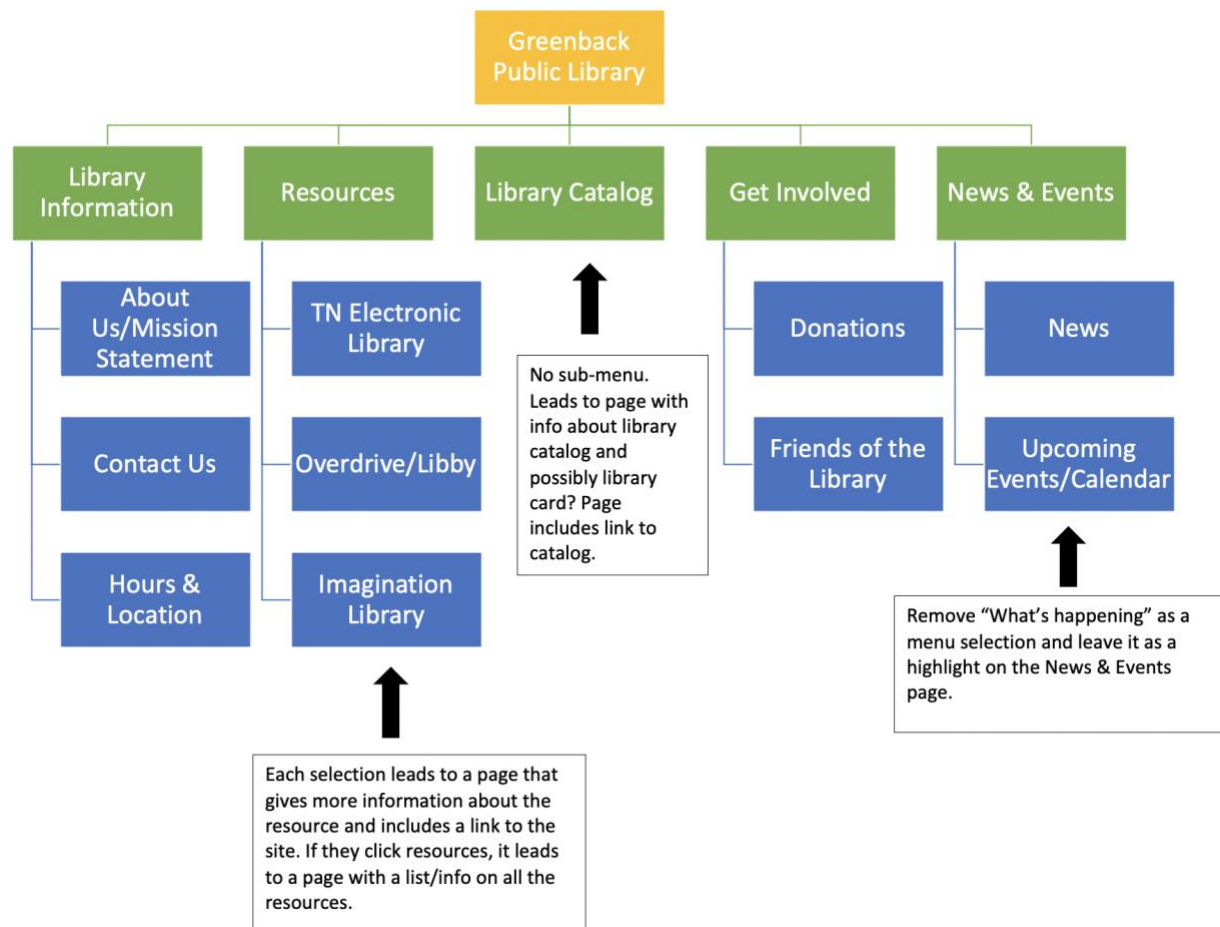 Greenback
Public Library
Library
Information
Resources
Library Catalog
Get Involved
News & Events
About
Us/Mission
Statement
TN Electronic
Library
Donations
News
Contact Us
Overdrive/Libby
Friends of the
Library
Upcoming
Events/Calendar
Hours &
Location
Imagination
Library
No sub-menu.
Leads to page with
info about library
catalog and
possibly library
card? Page
includes link to
catalog.
Remove “What’s happening” as a
menu selection and leave it as a
highlight on the News & Events
page.
Each selection leads to a page that
gives more information about the
resource and includes a link to the
site. If they click resources, it leads
to a page with a list/info on all the
resources.